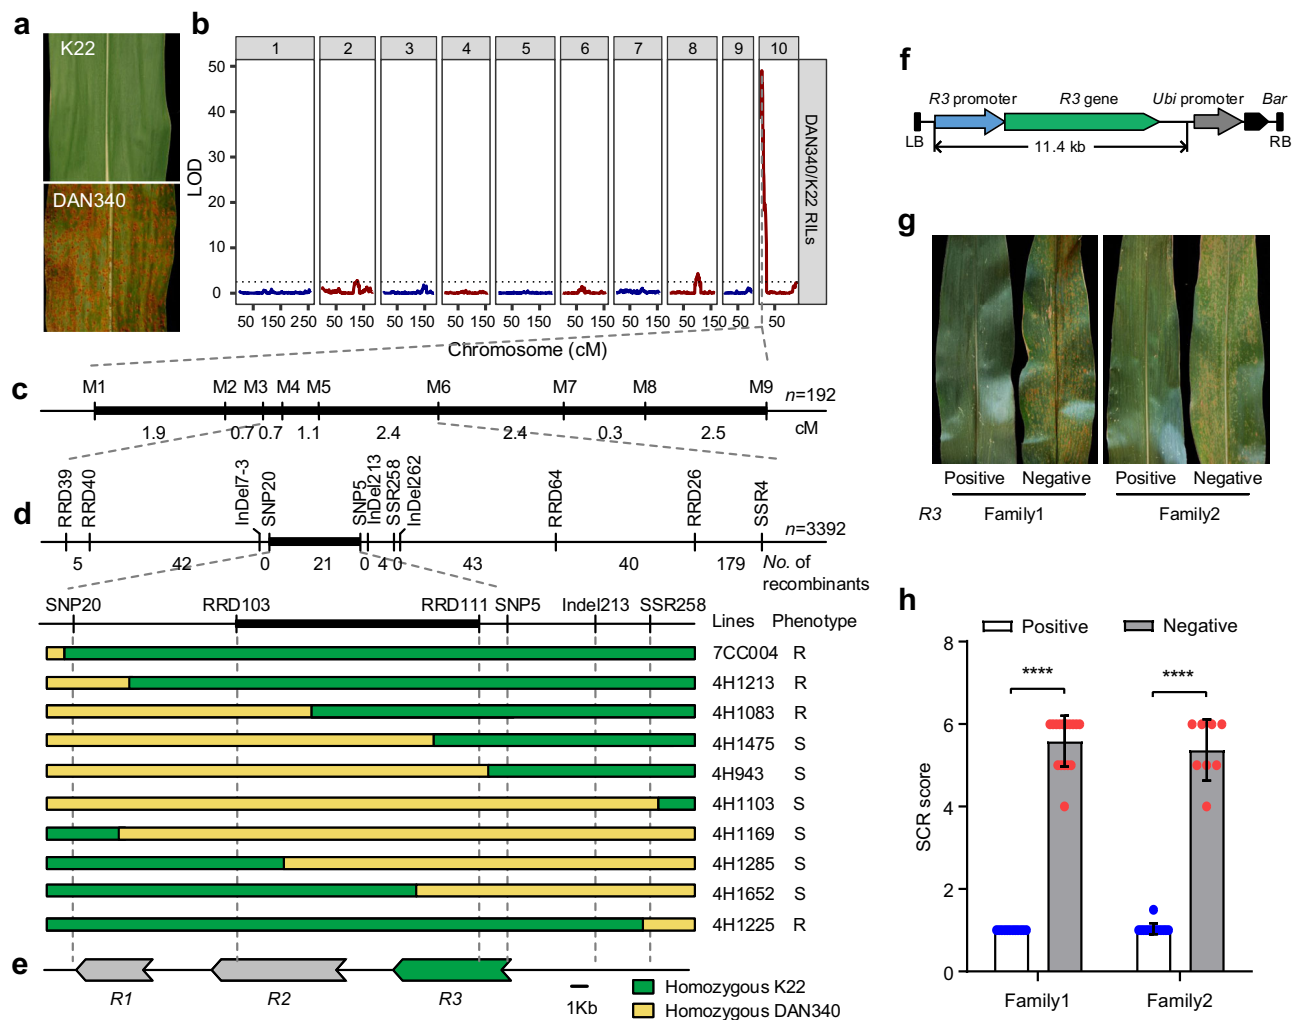 a
K22
DAN340
b
1 2 3 4 5 6 7 8 9 10
LOD
50
40
30
20
10
0
DAN340/K22 RILs
50 150 250 50 150 50 150 50 150 50 150 50 150 50 150 50 150 50 50
Chromosome (cM)
c
M1 M2 M3 M4 M5 M6 M7 M8 M9
n=192
1.9 0.7 0.7 1.1 2.4 2.4 0.3 2.5 cM
d
RRD39 RRD40 InDel7-3 SNP20 SNP5 InDel213 SSR258 InDel262 RRD64 RRD26 SSR4
n=3392
5 42 0 21 0 4 0 43 40 179 No. of recombinants
SNP20 RRD103 RRD111 SNP5 Indel213 SSR258
Lines Phenotype
7CC004 R
4H1213 R
4H1083 R
4H1475 S
4H943 S
4H1103 S
4H1169 S
4H1285 S
4H1652 S
4H1225 R
e
R1 R2 R3
1Kb
Homozygous K22
Homozygous DAN340
f
R3 promoter R3 gene Ubi promoter Bar
LB RB
11.4 kb
g
Positive Negative Positive Negative
R3 Family1 Family2
h
Positive Negative
SCR score
8
6
4
2
0
**** ****
Family1 Family2